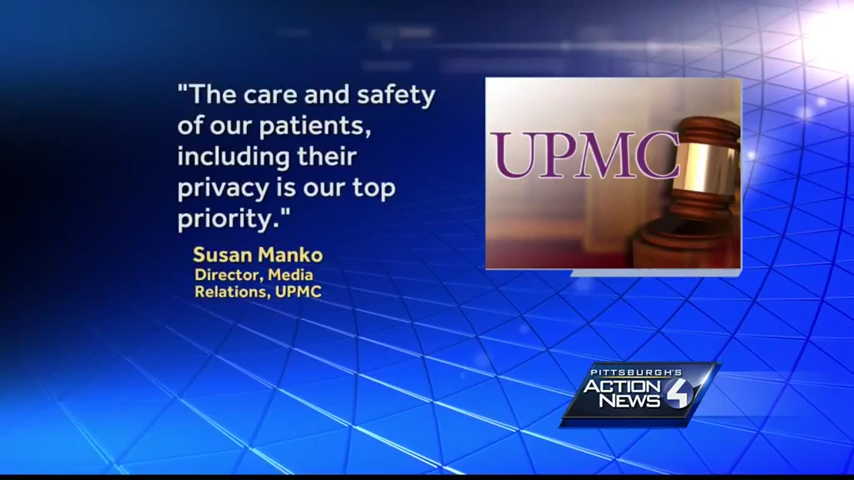 "The care and safety
of our patients,
including their
privacy is our top
priority."
Susan Manko
Director, Media
Relations, UPMC
UPMC
PITTSBURGH'S
ACTION
NEWS 4